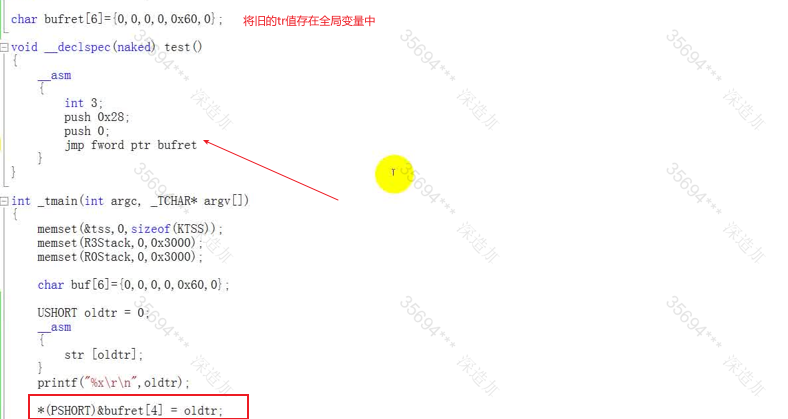 char bufret[6]={0,0,0,0,0x60,0}; 将旧的tr值存在全局变量中
void __declspec(naked) test()
{
__asm
{
int 3;
push 0x28;
push 0;
jmp fword ptr bufret
}
}
int _tmain(int argc, _TCHAR* argv[])
{
memset(&tss,0,sizeof(KTSS));
memset(R3Stack,0,0x3000);
memset(R0Stack,0,0x3000);
char buf[6]={0,0,0,0,0x60,0};
USHORT oldtr = 0;
__asm
{
str [oldtr];
}
printf("%x\r\n",oldtr);
*(PSHORT)&bufret[4] = oldtr;
35694*** 深造加
35694*** 深造加
35694*** 深造加
35694*** 深造加
35694*** 深造加
35694*** 深造加
35694*** 深造加
35694*** 深造加
35694*** 深造加